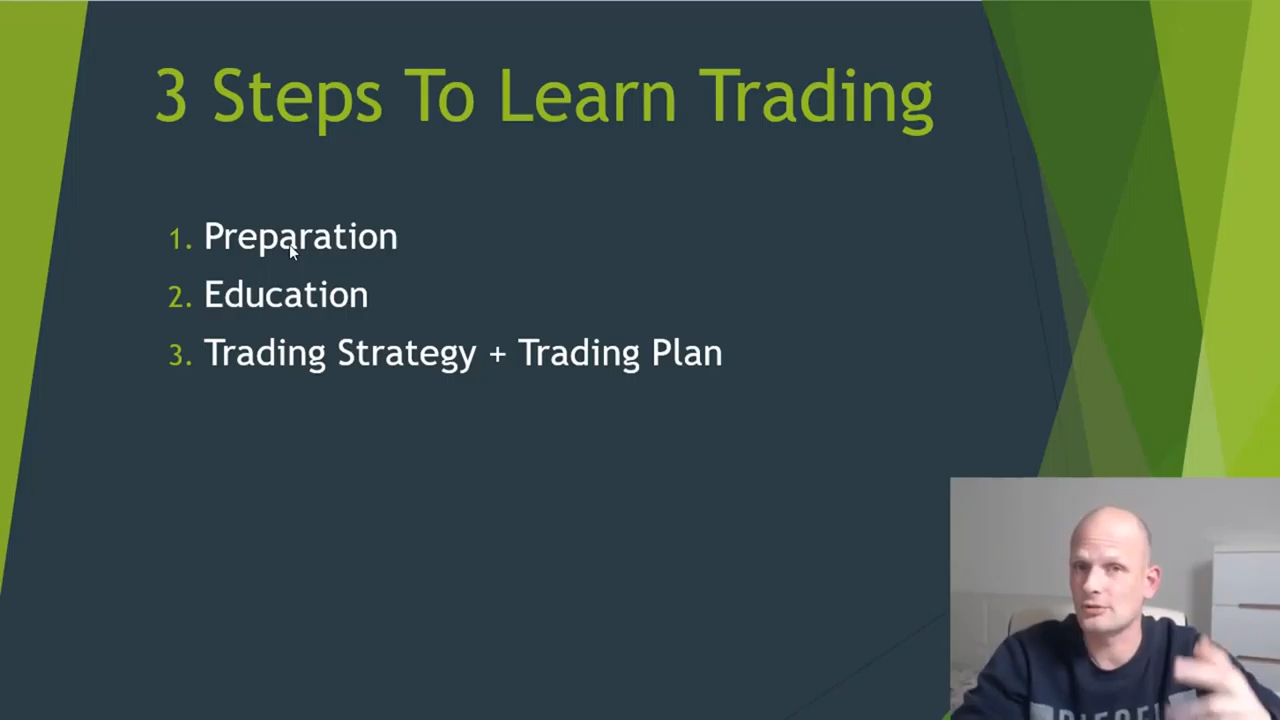 3 Steps To Learn Trading
1. Preparation
2. Education
3. Trading Strategy + Trading Plan